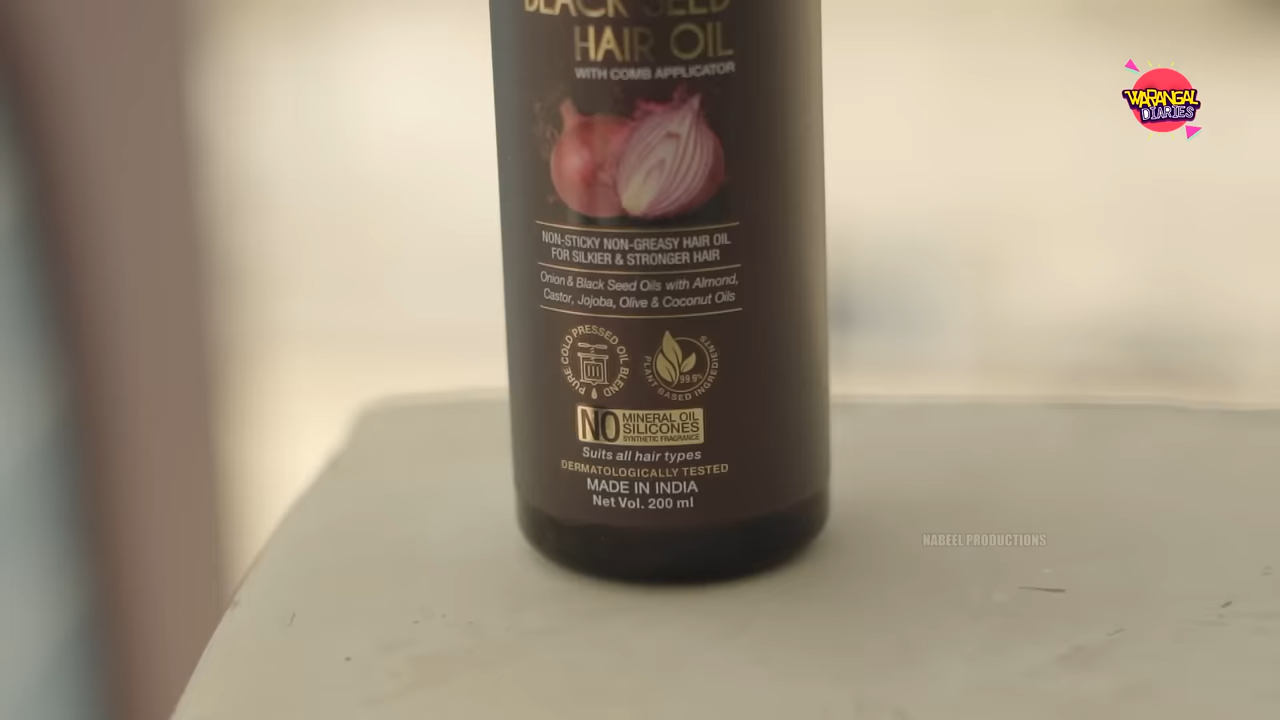 BLACK SEED
HAIR OIL
WITH COMB APPLICATOR
NON-STICKY NON-GREASY HAIR OIL
FOR SILKIER & STRONGER HAIR
Onion & Black Seed Oils with Almond,
Castor, Jojoba, Olive & Coconut Oils
PURE COLD PRESSED OIL BLEND
99.9%
PLANT BASED INGREDIENTS
NO MINERAL OIL
SILICONES
SYNTHETIC FRAGRANCE
Suits all hair types
DERMATOLOGICALLY TESTED
MADE IN INDIA
Net Vol. 200 ml
WARANGAL
DIARIES
NABEEL PRODUCTIONS